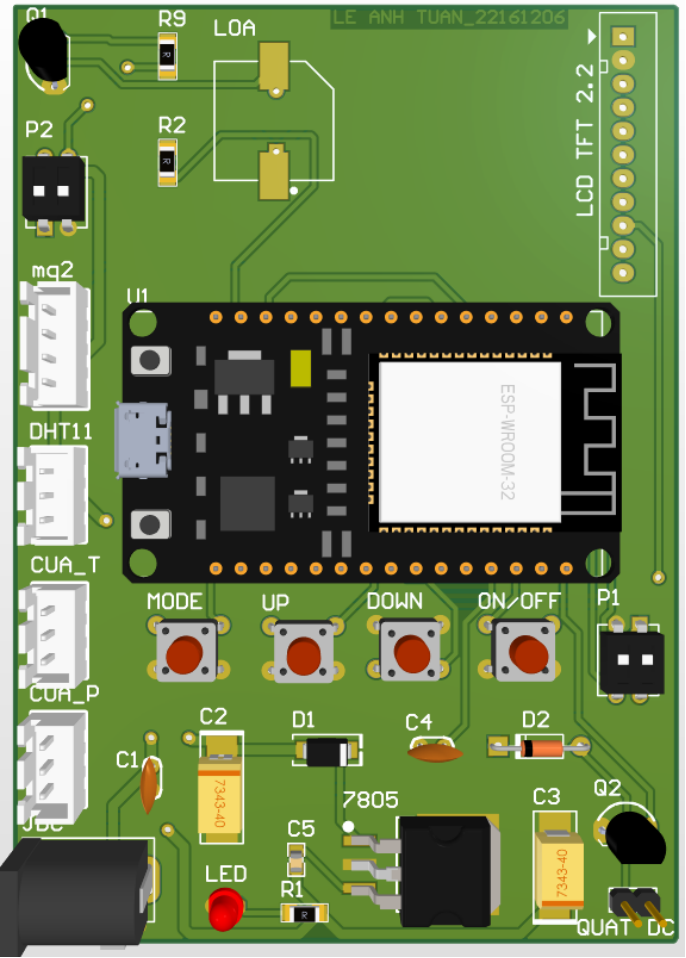 LE ANH TUAN_22161206
Q1
R9
LOA
LCD TFT 2.2
R
R2
P2
R
mq2
U1
ESP-WROOM-32
DHT11
CUA_T
MODE
UP
DOWN
ON/OFF
P1
CUA_P
C2
D1
C4
D2
C1
7343-40
7805
C3
Q2
JDC
C5
7343-40
LED
R1
R
QUAT DC